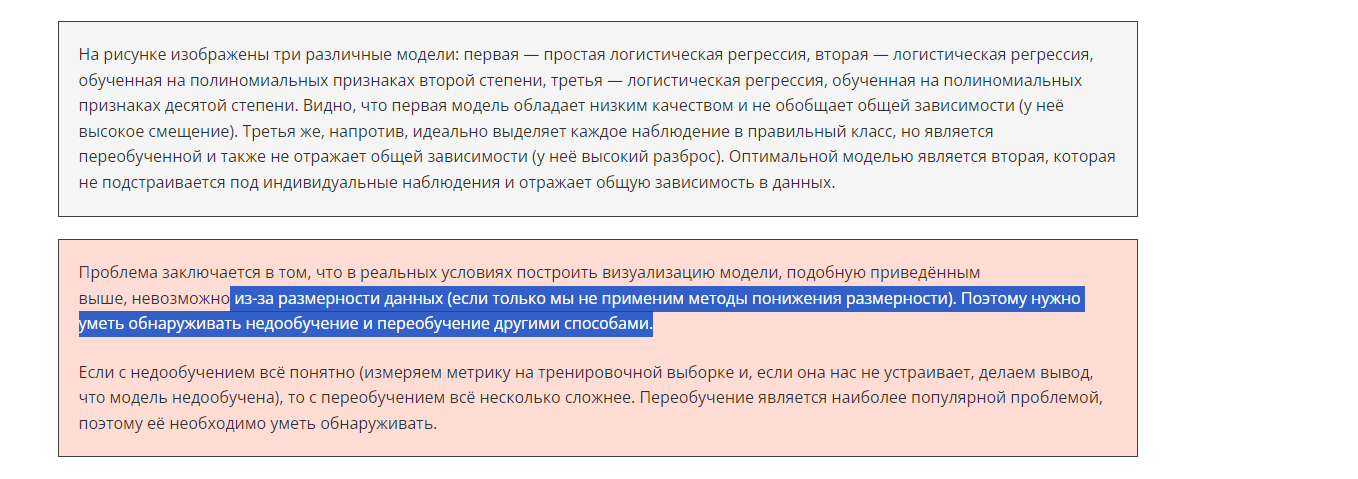 На рисунке изображены три различные модели: первая — простая логистическая регрессия, вторая — логистическая регрессия,
обученная на полиномиальных признаках второй степени, третья — логистическая регрессия, обученная на полиномиальных
признаках десятой степени. Видно, что первая модель обладает низким качеством и не обобщает общей зависимости (у неё
высокое смещение). Третья же, напротив, идеально выделяет каждое наблюдение в правильный класс, но является
переобученной и также не отражает общей зависимости (у неё высокий разброс). Оптимальной моделью является вторая, которая
не подстраивается под индивидуальные наблюдения и отражает общую зависимость в данных.
Проблема заключается в том, что в реальных условиях построить визуализацию модели, подобную приведённым
выше, невозможно из-за размерности данных (если только мы не применим методы понижения размерности). Поэтому нужно
уметь обнаруживать недообучение и переобучение другими способами.
Если с недообучением всё понятно (измеряем метрику на тренировочной выборке и, если она нас не устраивает, делаем вывод,
что модель недообучена), то с переобучением всё несколько сложнее. Переобучение является наиболее популярной проблемой,
поэтому её необходимо уметь обнаруживать.